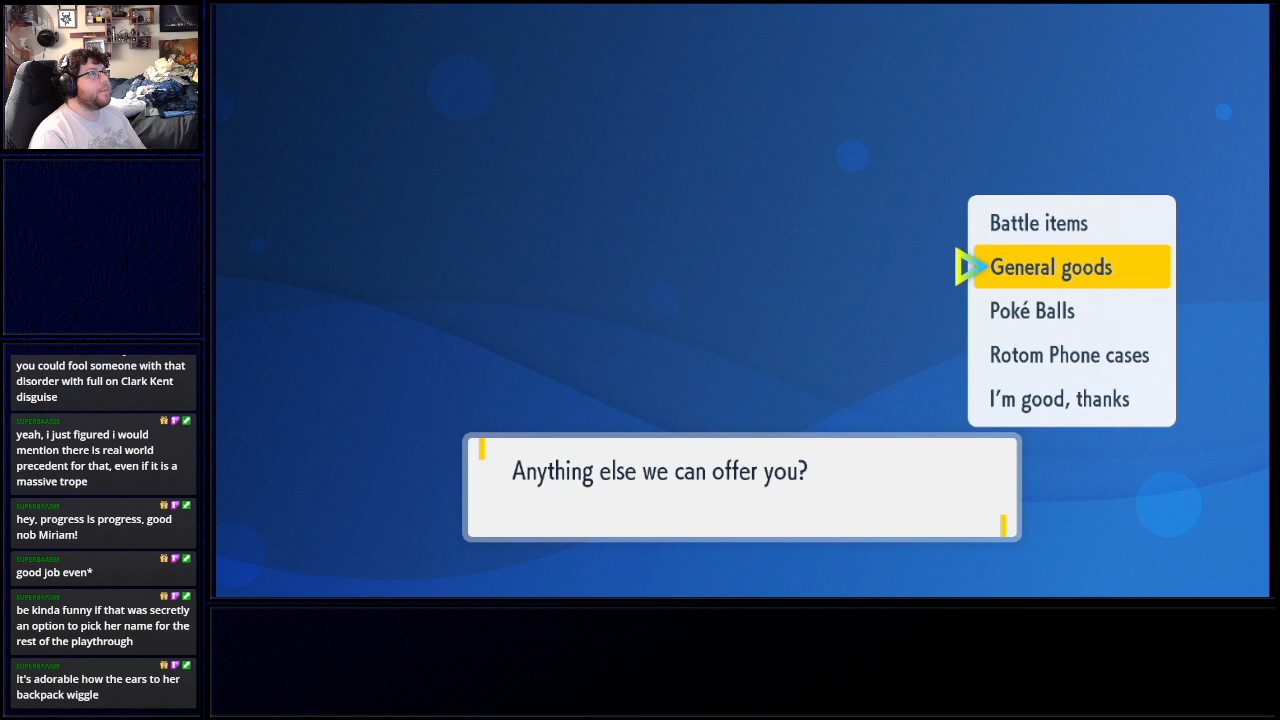 you could fool someone with that
disorder with full on Clark Kent
disguise
SUPERBAAS88
yeah, i just figured i would
mention there is real world
precedent for that, even if it is a
massive trope
hey, progress is progress, good
nob Miriam!
good job even*
be kinda funny if that was secretly
an option to pick her name for the
rest of the playthrough
it's adorable how the ears to her
backpack wiggle
Battle items
General goods
Poké Balls
Rotom Phone cases
I'm good, thanks
Anything else we can offer you?